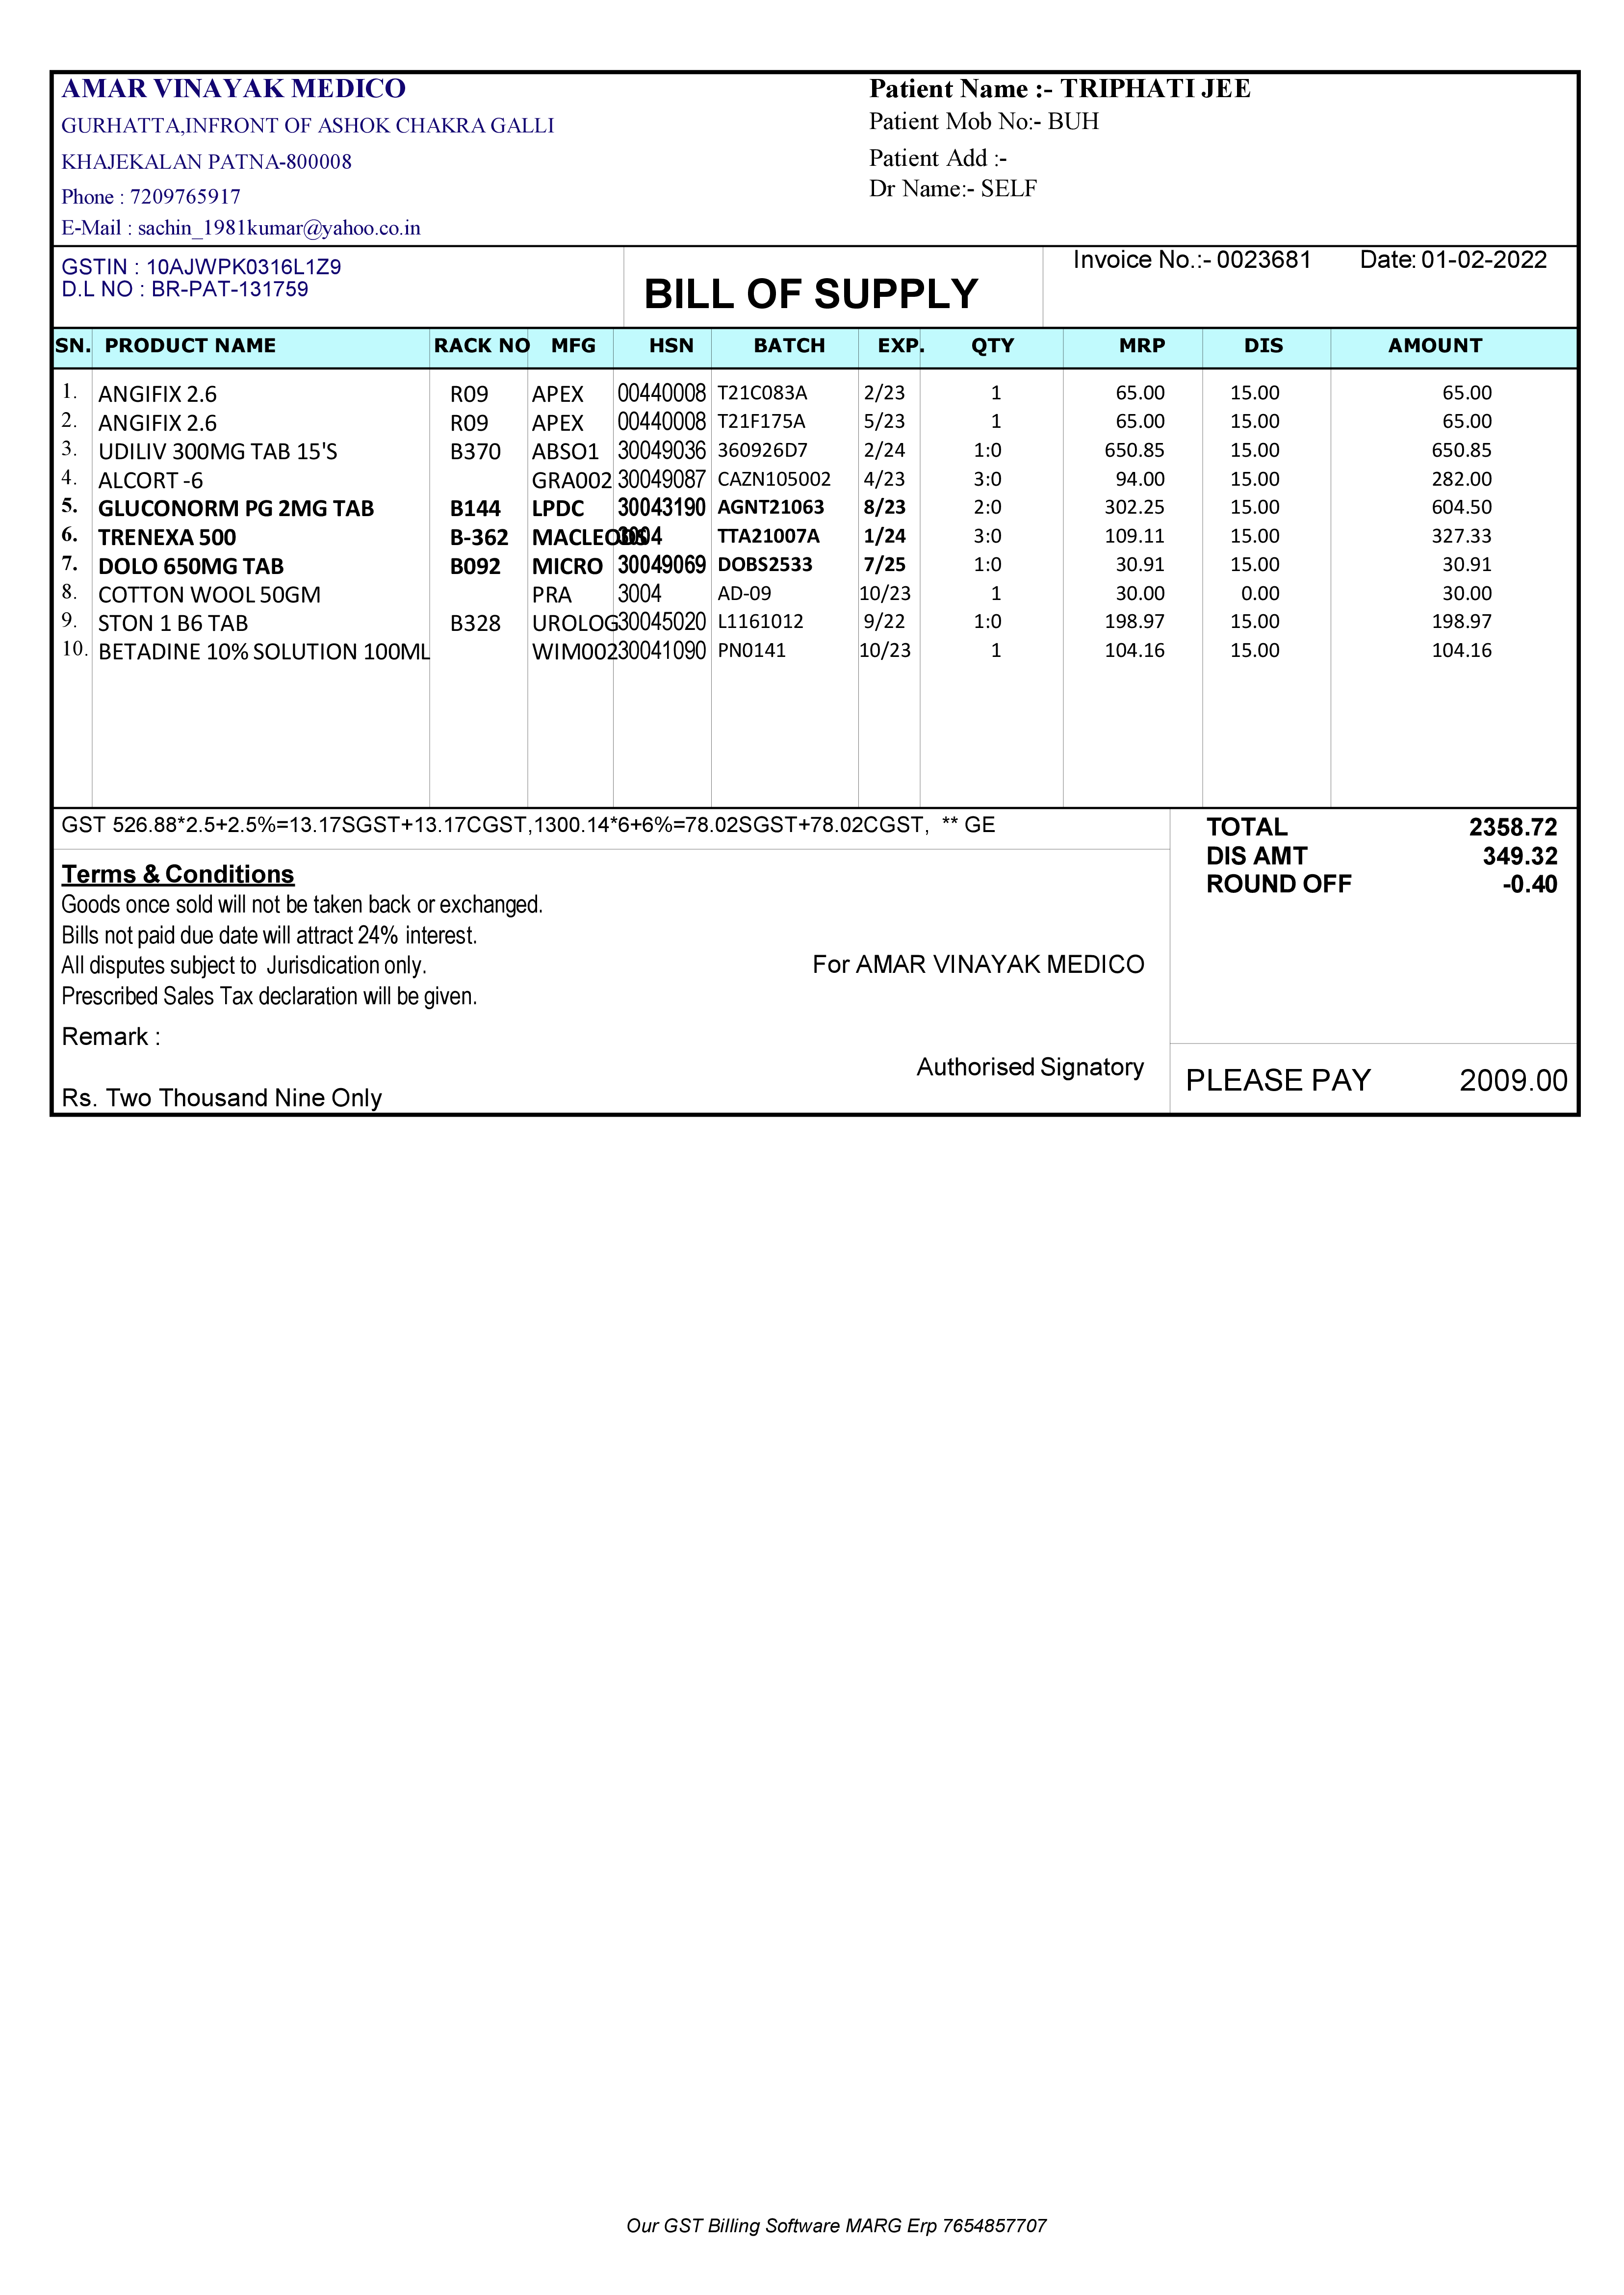 AMAR VINAYAK MEDICO
GURHATTA,INFRONT OF ASHOK CHAKRA GALLI
KHAJEKALAN PATNA-800008
Phone : 7209765917
E-Mail : sachin_1981kumar@yahoo.co.in
Patient Name :- TRIPHATI JEE
Patient Mob No:- BUH
Patient Add :-
Dr Name:- SELF
GSTIN : 10AJWPK0316L1Z9
D.L NO : BR-PAT-131759
BILL OF SUPPLY
Invoice No.:- 0023681 Date: 01-02-2022
SN. PRODUCT NAME RACK NO MFG HSN BATCH EXP. QTY MRP DIS AMOUNT
1. ANGIFIX 2.6 R09 APEX 00440008 T21C083A 2/23 1 65.00 15.00 65.00
2. ANGIFIX 2.6 R09 APEX 00440008 T21F175A 5/23 1 65.00 15.00 65.00
3. UDILIV 300MG TAB 15'S B370 ABSO1 30049036 360926D7 2/24 1:0 650.85 15.00 650.85
4. ALCORT -6 GRA002 30049087 CAZN105002 4/23 3:0 94.00 15.00 282.00
5. GLUCONORM PG 2MG TAB B144 LPDC 30043190 AGNT21063 8/23 2:0 302.25 15.00 604.50
6. TRENEXA 500 B-362 MACLEODS 3004 TTA21007A 1/24 3:0 109.11 15.00 327.33
7. DOLO 650MG TAB B092 MICRO 30049069 DOBS2533 7/25 1:0 30.91 15.00 30.91
8. COTTON WOOL 50GM PRA 3004 AD-09 10/23 1 30.00 0.00 30.00
9. STON 1 B6 TAB B328 UROLOG 30045020 L1161012 9/22 1:0 198.97 15.00 198.97
10. BETADINE 10% SOLUTION 100ML WIM002 30041090 PN0141 10/23 1 104.16 15.00 104.16
GST 526.88*2.5+2.5%=13.17SGST+13.17CGST,1300.14*6+6%=78.02SGST+78.02CGST, ** GE
TOTAL 2358.72
DIS AMT 349.32
ROUND OFF -0.40
Terms & Conditions
Goods once sold will not be taken back or exchanged.
Bills not paid due date will attract 24% interest.
All disputes subject to Jurisdication only.
Prescribed Sales Tax declaration will be given.
For AMAR VINAYAK MEDICO
Remark :
Authorised Signatory
Rs. Two Thousand Nine Only
PLEASE PAY 2009.00
Our GST Billing Software MARG Erp 7654857707